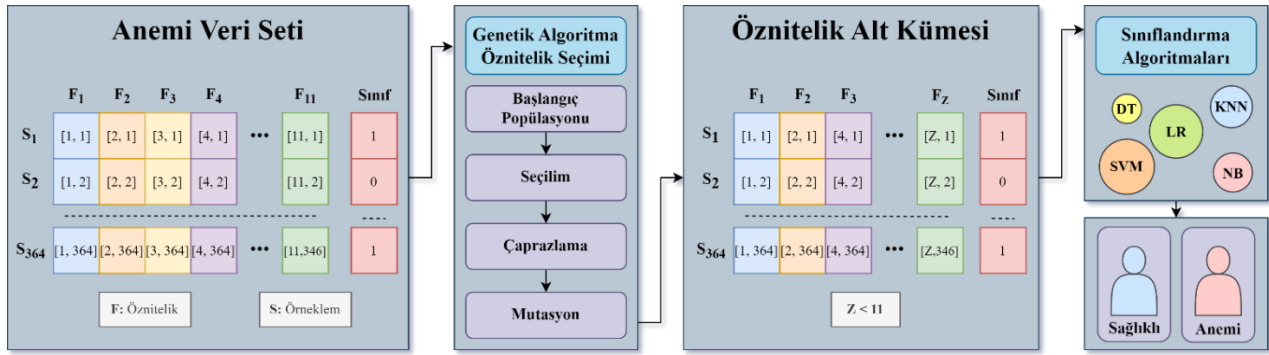 Anemi Veri Seti
F1 F2 F3 F4 F11 Sınıf
S1 [1, 1] [2, 1] [3, 1] [4, 1] ••• [11, 1] 1
S2 [1, 2] [2, 2] [3, 2] [4, 2] [11, 2] 0
S364 [1, 364] [2, 364] [3, 364] [4, 364] ••• [11,346] 1
F: Öznitelik
S: Örneklem
Genetik Algoritma
Öznitelik Seçimi
Başlangıç
Popülasyonu
Seçilim
Çaprazlama
Mutasyon
Öznitelik Alt Kümesi
F1 F2 F3 FZ Sınıf
S1 [1, 1] [2, 1] [4, 1] ••• [Z, 1] 1
S2 [1, 2] [2, 2] [4, 2] [Z, 2] 0
S364 [1, 364] [2, 364] [4, 364] ••• [Z,346] 1
Z < 11
Sınıflandırma
Algoritmaları
DT
KNN
LR
SVM
NB
Sağlıklı
Anemi